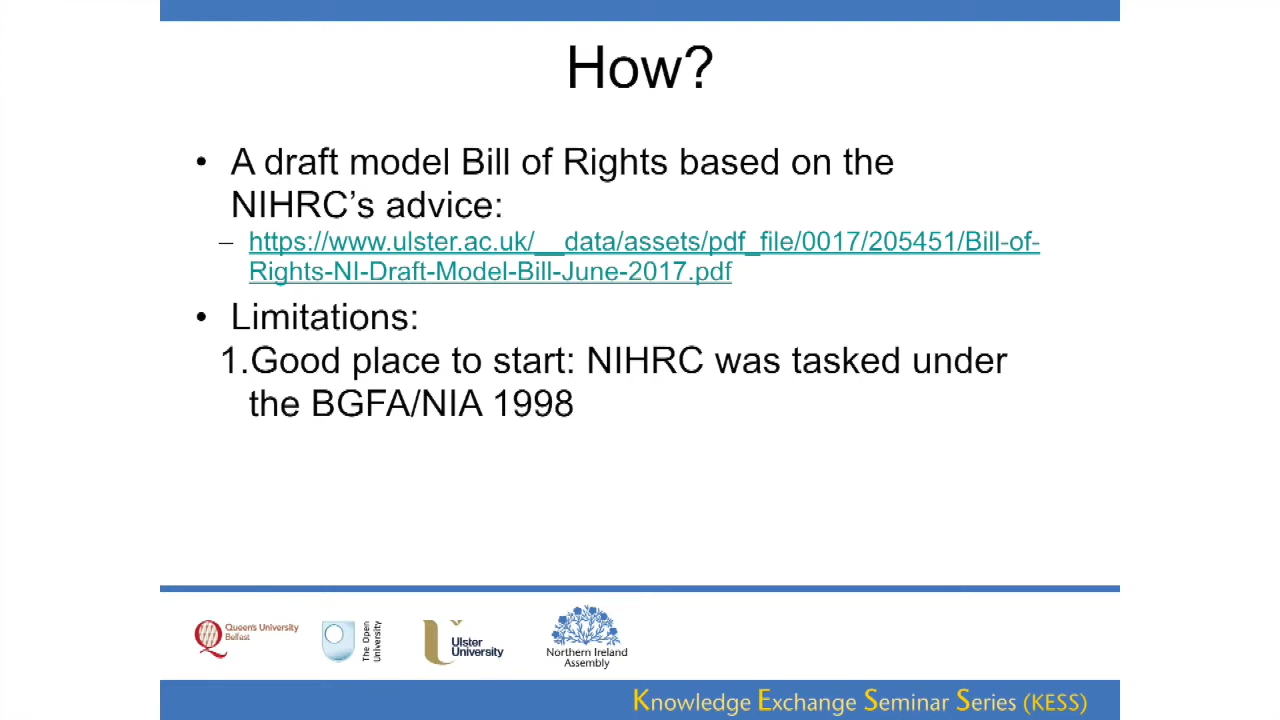 How?
• A draft model Bill of Rights based on the
NIHRC’s advice:
– https://www.ulster.ac.uk/__data/assets/pdf_file/0017/205451/Bill-of-
Rights-NI-Draft-Model-Bill-June-2017.pdf
• Limitations:
1.Good place to start: NIHRC was tasked under
the BGFA/NIA 1998
Queen's University
Belfast
The Open
University
Ulster
University
Northern Ireland
Assembly
Knowledge Exchange Seminar Series (KESS)